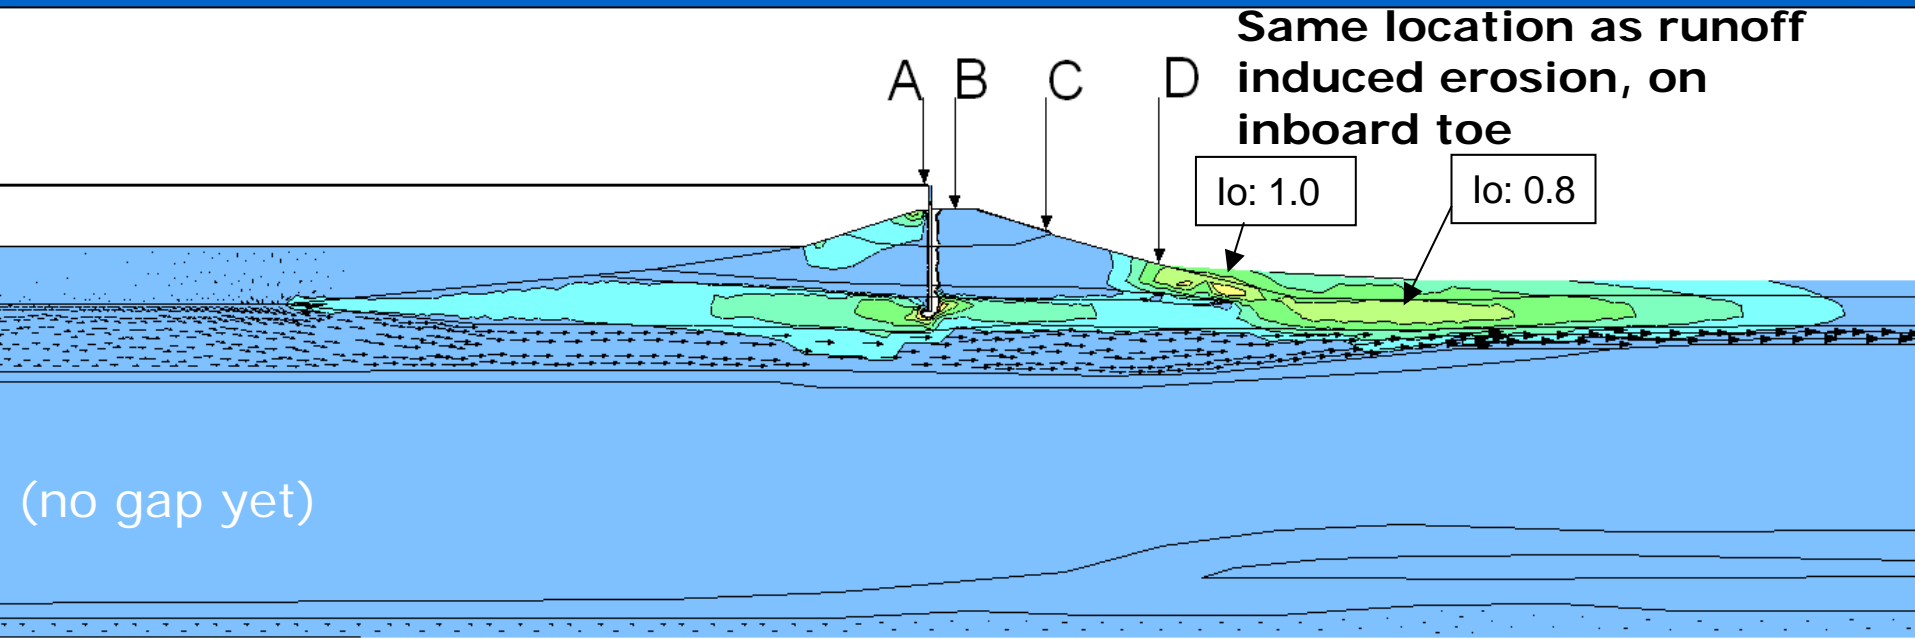 Same location as runoff
induced erosion, on
inboard toe
A B C D
Io: 1.0
Io: 0.8
(no gap yet)